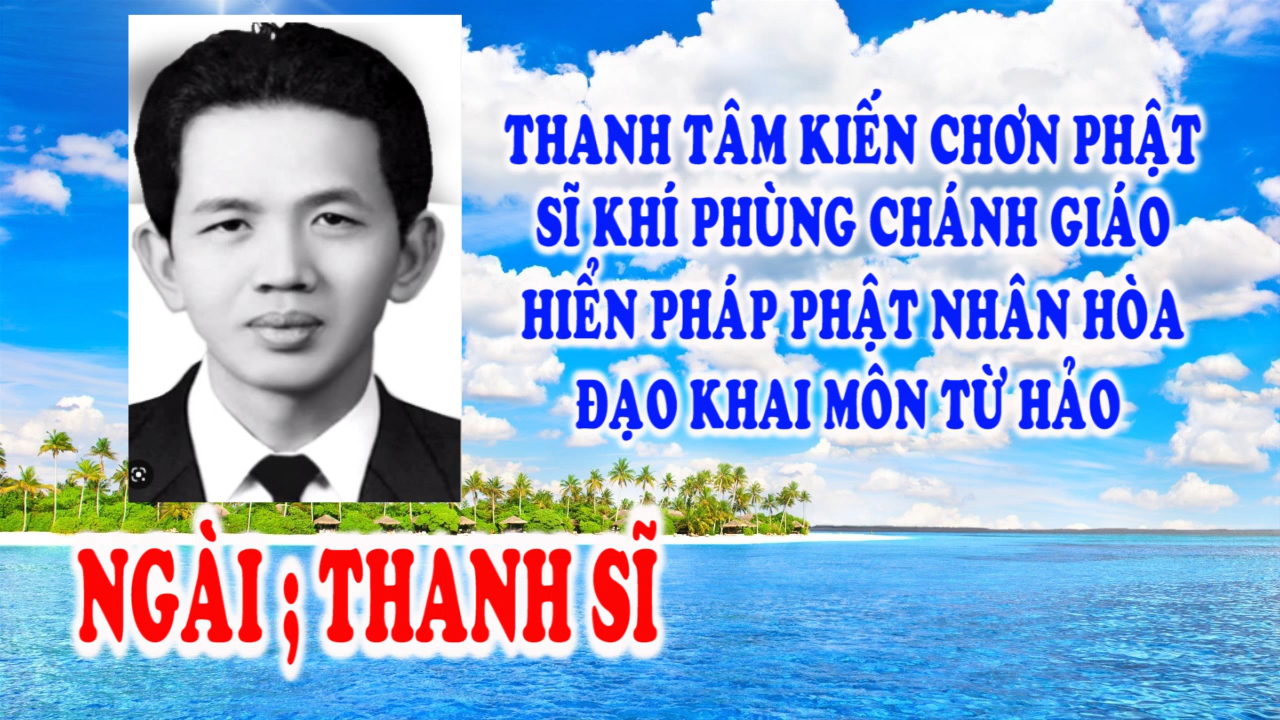 THANH TÂM KIẾN CHƠN PHẬT
SĨ KHÍ PHÙNG CHÁNH GIÁO
HIỂN PHÁP PHẬT NHÂN HÒA
ĐẠO KHAI MÔN TỪ HẢO
NGÀI ; THANH SĨ